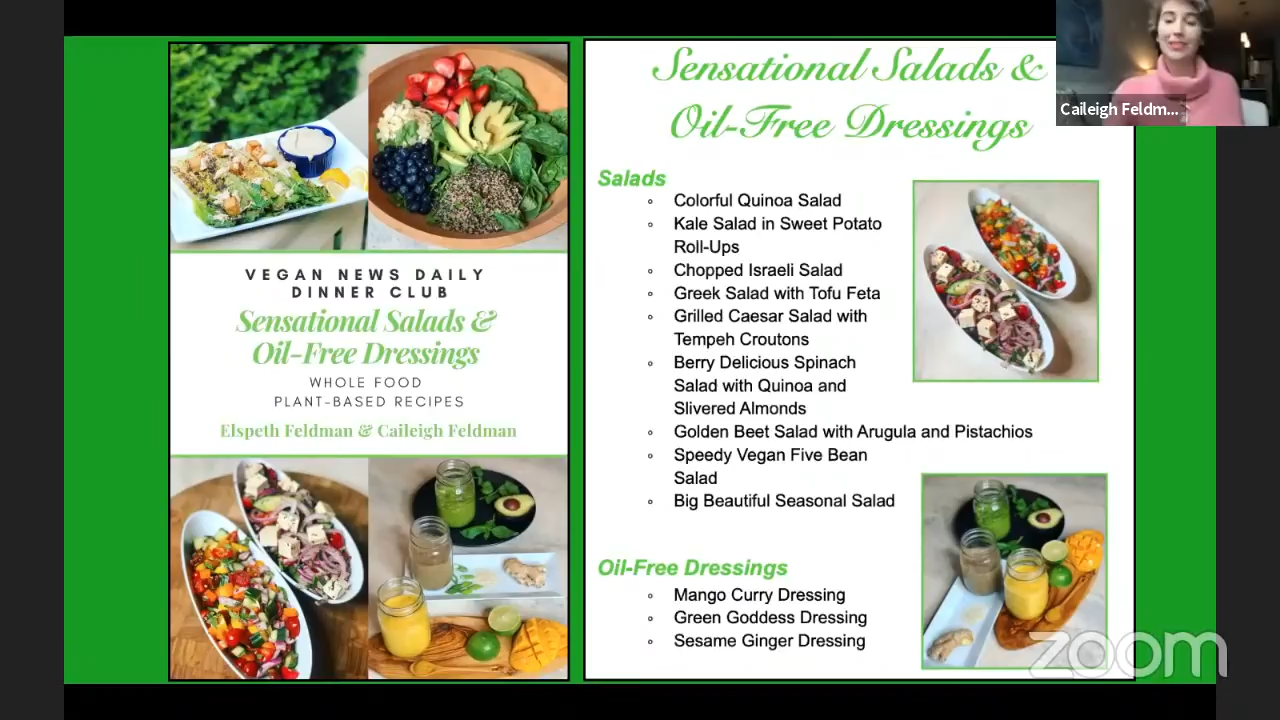 VEGAN NEWS DAILY
DINNER CLUB
Sensational Salads &
Oil-Free Dressings
WHOLE FOOD
PLANT-BASED RECIPES
Elspeth Feldman & Caileigh Feldman
Sensational Salads &
Oil-Free Dressings
Salads
Colorful Quinoa Salad
Kale Salad in Sweet Potato
Roll-Ups
Chopped Israeli Salad
Greek Salad with Tofu Feta
Grilled Caesar Salad with
Tempeh Croutons
Berry Delicious Spinach
Salad with Quinoa and
Slivered Almonds
Golden Beet Salad with Arugula and Pistachios
Speedy Vegan Five Bean
Salad
Big Beautiful Seasonal Salad
Oil-Free Dressings
Mango Curry Dressing
Green Goddess Dressing
Sesame Ginger Dressing
Caileigh Feldm...
zoom